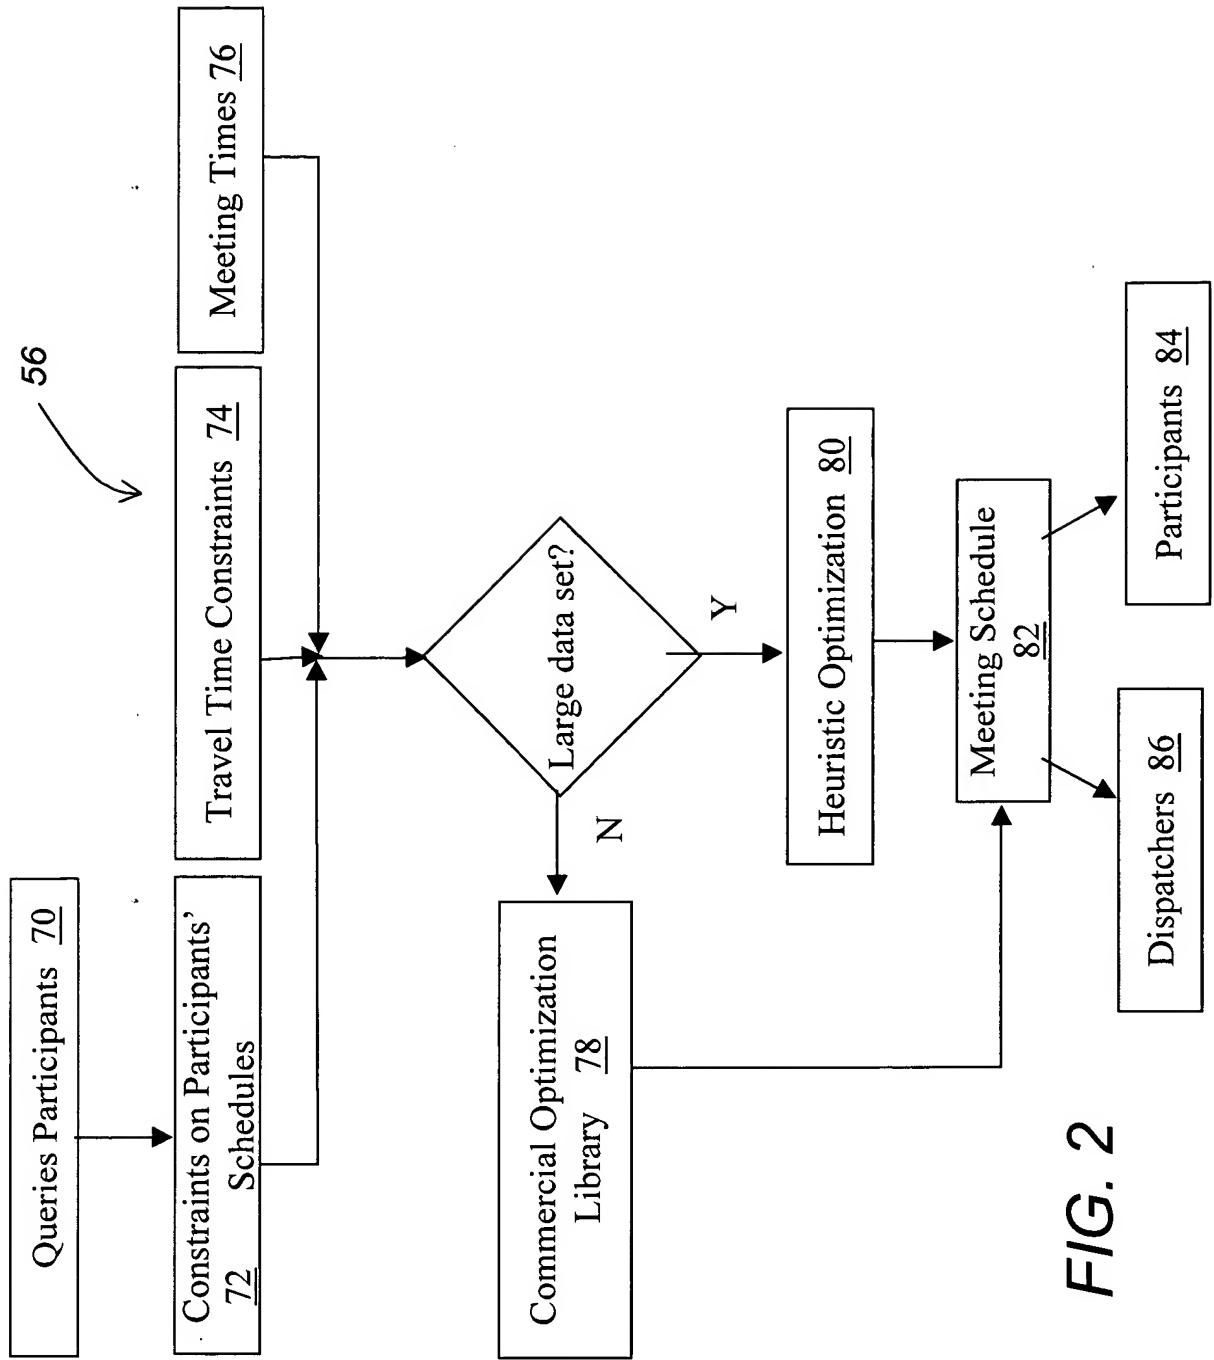 56
Queries Participants 70
Constraints on Participants'
72 Schedules
Travel Time Constraints 74
Meeting Times 76
Large data set?
N
Y
Commercial Optimization
Library 78
Heuristic Optimization 80
Meeting Schedule
82
Dispatchers 86
Participants 84
FIG. 2